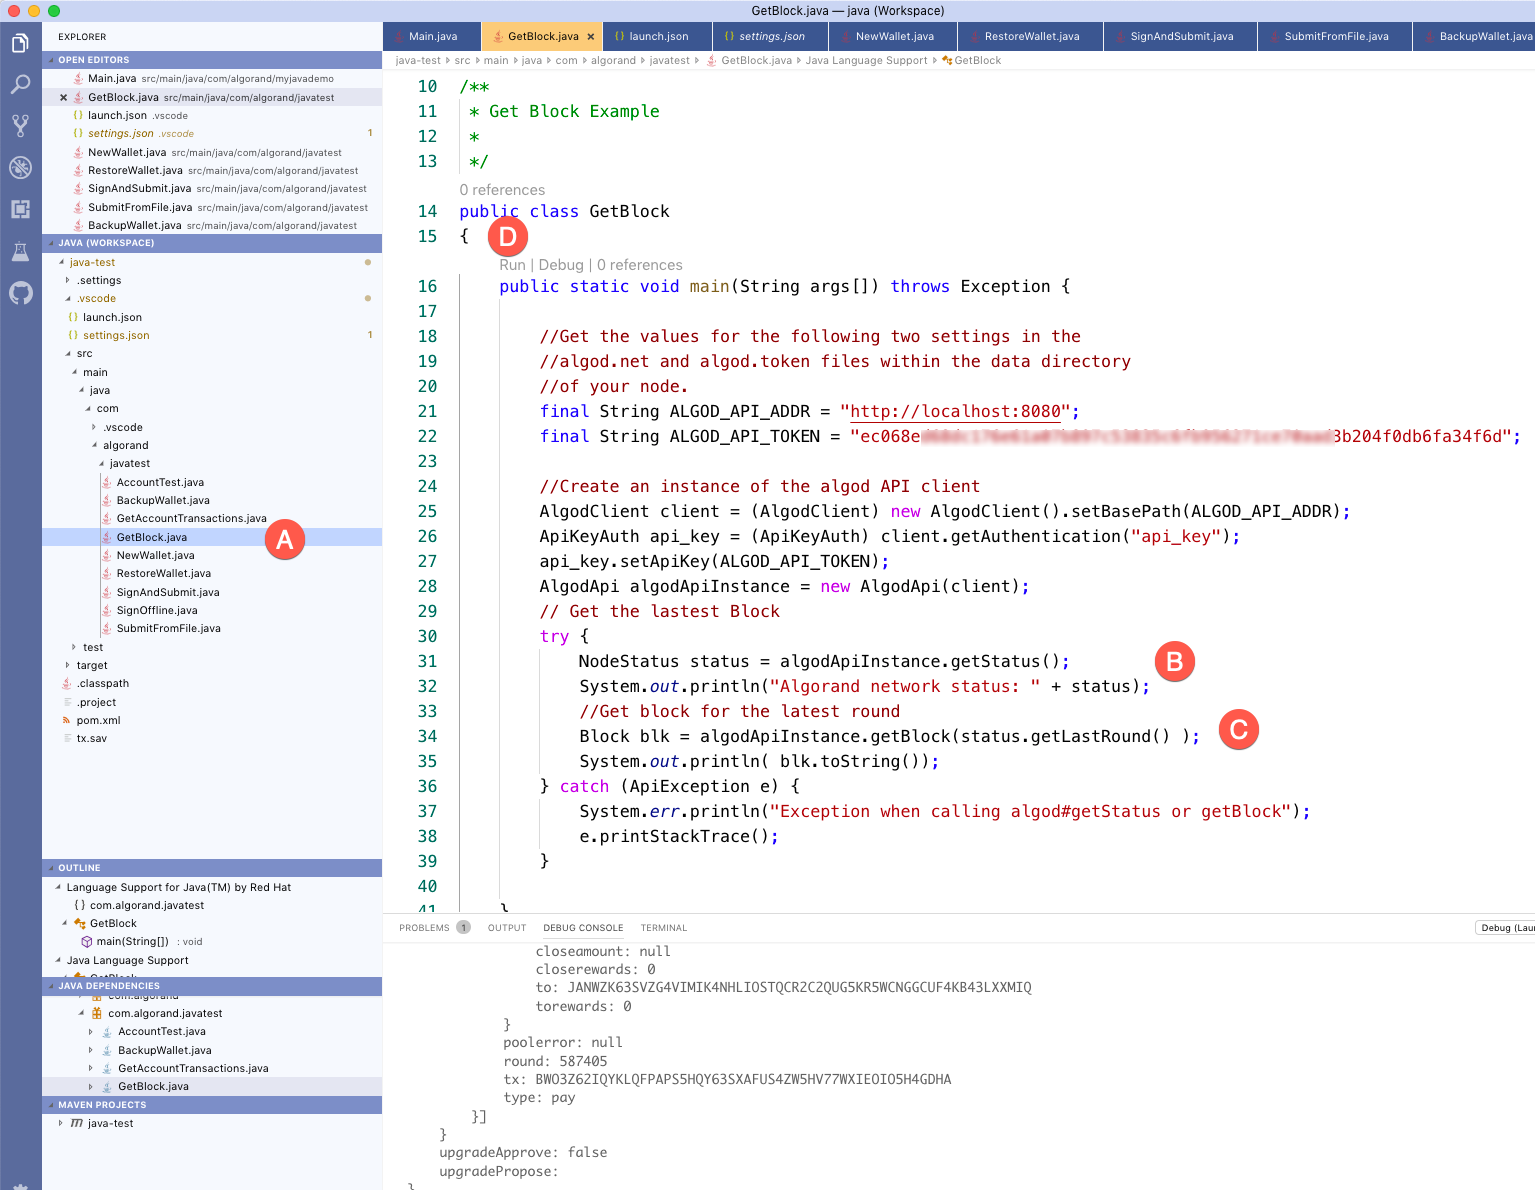 GetBlock.java — java (Workspace)
EXPLORER
OPEN EDITORS
Main.java src/main/java/com/algorand/myjavademo
GetBlock.java src/main/java/com/algorand/javatest
launch.json .vscode
settings.json .vscode 1
NewWallet.java src/main/java/com/algorand/javatest
RestoreWallet.java src/main/java/com/algorand/javatest
SignAndSubmit.java src/main/java/com/algorand/javatest
SubmitFromFile.java src/main/java/com/algorand/javatest
BackupWallet.java src/main/java/com/algorand/javatest
JAVA (WORKSPACE)
java-test
.settings
.vscode
launch.json
settings.json 1
src
main
java
com
.vscode
algorand
javatest
AccountTest.java
BackupWallet.java
GetAccountTransactions.java
GetBlock.java A
NewWallet.java
RestoreWallet.java
SignAndSubmit.java
SignOffline.java
SubmitFromFile.java
test
target
.classpath
.project
pom.xml
tx.sav
OUTLINE
Language Support for Java(TM) by Red Hat
{} com.algorand.javatest
GetBlock
main(String[]) : void
Java Language Support
GetBlock
JAVA DEPENDENCIES
com.algorand
com.algorand.javatest
AccountTest.java
BackupWallet.java
GetAccountTransactions.java
GetBlock.java
MAVEN PROJECTS
java-test
Main.java GetBlock.java launch.json settings.json NewWallet.java RestoreWallet.java SignAndSubmit.java SubmitFromFile.java BackupWallet.java
java-test src main java com algorand javatest GetBlock.java Java Language Support GetBlock
10 /**
11 * Get Block Example
12 *
13 */
0 references
14 public class GetBlock
15 { D
Run | Debug | 0 references
16 public static void main(String args[]) throws Exception {
17
18 //Get the values for the following two settings in the
19 //algod.net and algod.token files within the data directory
20 //of your node.
21 final String ALGOD_API_ADDR = "http://localhost:8080";
22 final String ALGOD_API_TOKEN = "ec068e 3b204f0db6fa34f6d";
23
24 //Create an instance of the algod API client
25 AlgodClient client = (AlgodClient) new AlgodClient().setBasePath(ALGOD_API_ADDR);
26 ApiKeyAuth api_key = (ApiKeyAuth) client.getAuthentication("api_key");
27 api_key.setApiKey(ALGOD_API_TOKEN);
28 AlgodApi algodApiInstance = new AlgodApi(client);
29 // Get the lastest Block
30 try {
31 NodeStatus status = algodApiInstance.getStatus(); B
32 System.out.println("Algorand network status: " + status);
33 //Get block for the latest round
34 Block blk = algodApiInstance.getBlock(status.getLastRound() ); C
35 System.out.println( blk.toString());
36 } catch (ApiException e) {
37 System.err.println("Exception when calling algod#getStatus or getBlock");
38 e.printStackTrace();
39 }
40
41 }
PROBLEMS 1 OUTPUT DEBUG CONSOLE TERMINAL Debug (Lau
closeamount: null
closerewards: 0
to: JANWZK63SVZG4VIMIK4NHLIOSTQCR2C2QUG5KR5WCNGGCUF4KB43LXXMIQ
torewards: 0
}
poolerror: null
round: 587405
tx: BWO3Z62IQYKLQFPAPS5HQY63SXAFUS4ZW5HV77WXIEOIO5H4GDHA
type: pay
}]
}
upgradeApprove: false
upgradePropose:
}